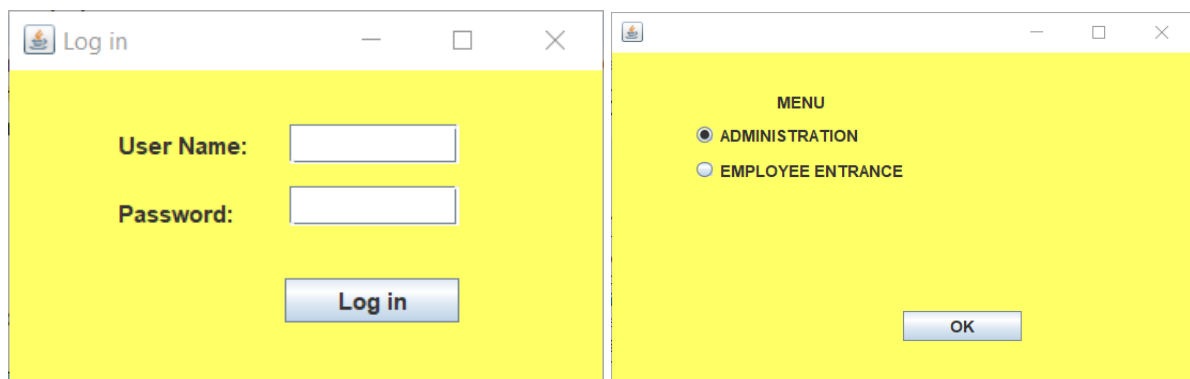 Log in
User Name:
Password:
Log in
MENU
ADMINISTRATION
EMPLOYEE ENTRANCE
OK